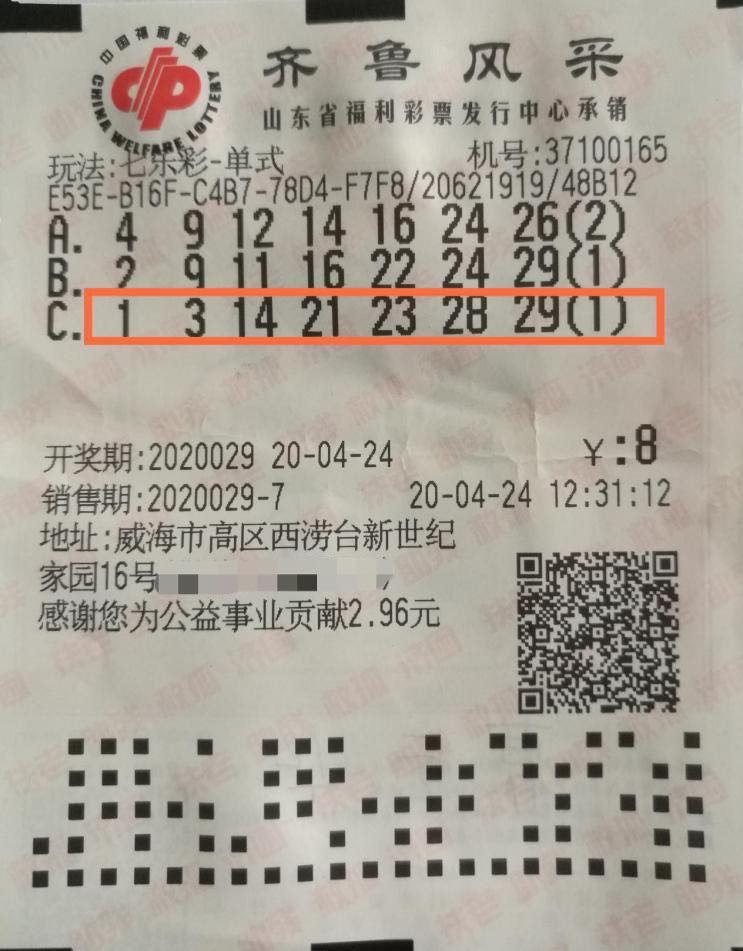 中国福利彩票
CHINA WELFARE LOTTERY
齐鲁风采
山东省福利彩票发行中心承销
玩法:七乐彩-单式 机号:37100165
E53E-B16F-C4B7-78D4-F7F8/20621919/48B12
A. 4 9 12 14 16 24 26(2)
B. 2 9 11 16 22 24 29(1)
C. 1 3 14 21 23 28 29(1)
开奖期:2020029 20-04-24 ¥:8
销售期:2020029-7 20-04-24 12:31:12
地址:威海市高区西涝台新世纪
家园16号
感谢您为公益事业贡献2.96元